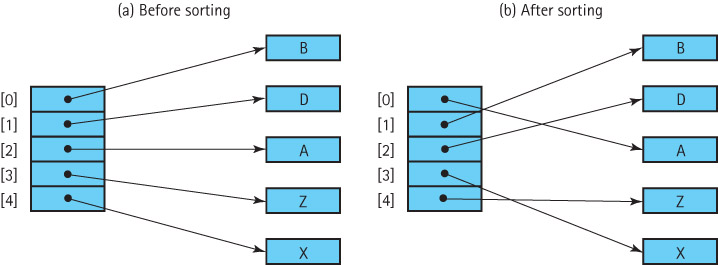 (a) Before sorting
[0]
[1]
[2]
[3]
[4]
B
D
A
Z
X
(b) After sorting
[0]
[1]
[2]
[3]
[4]
B
D
A
Z
X